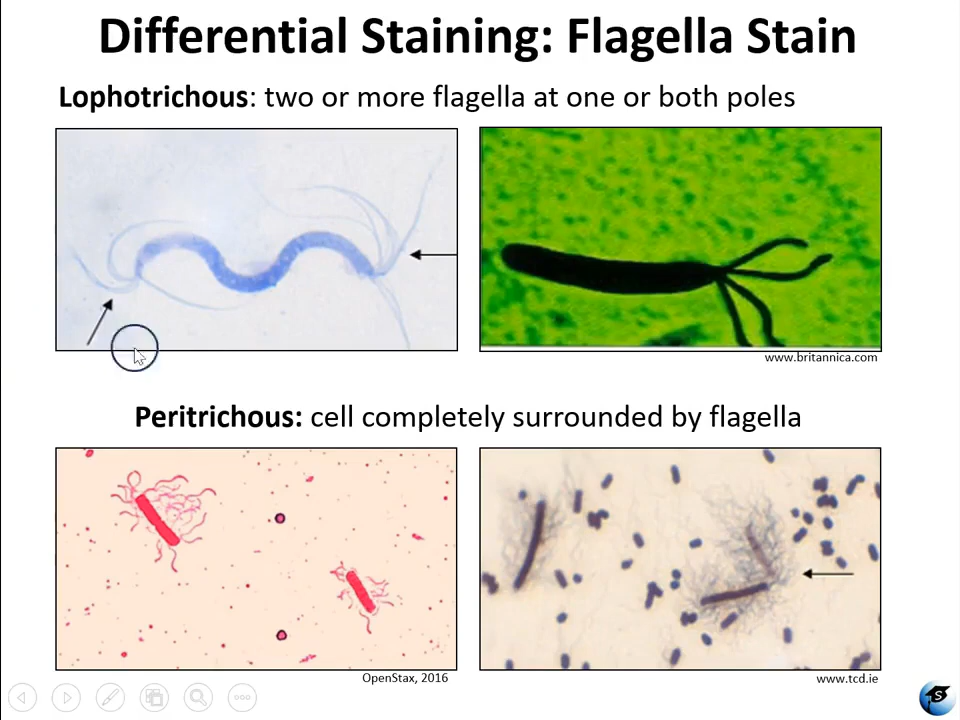 Differential Staining: Flagella Stain
Lophotrichous: two or more flagella at one or both poles
www.britannica.com
Peritrichous: cell completely surrounded by flagella
OpenStax, 2016
www.tcd.ie
S